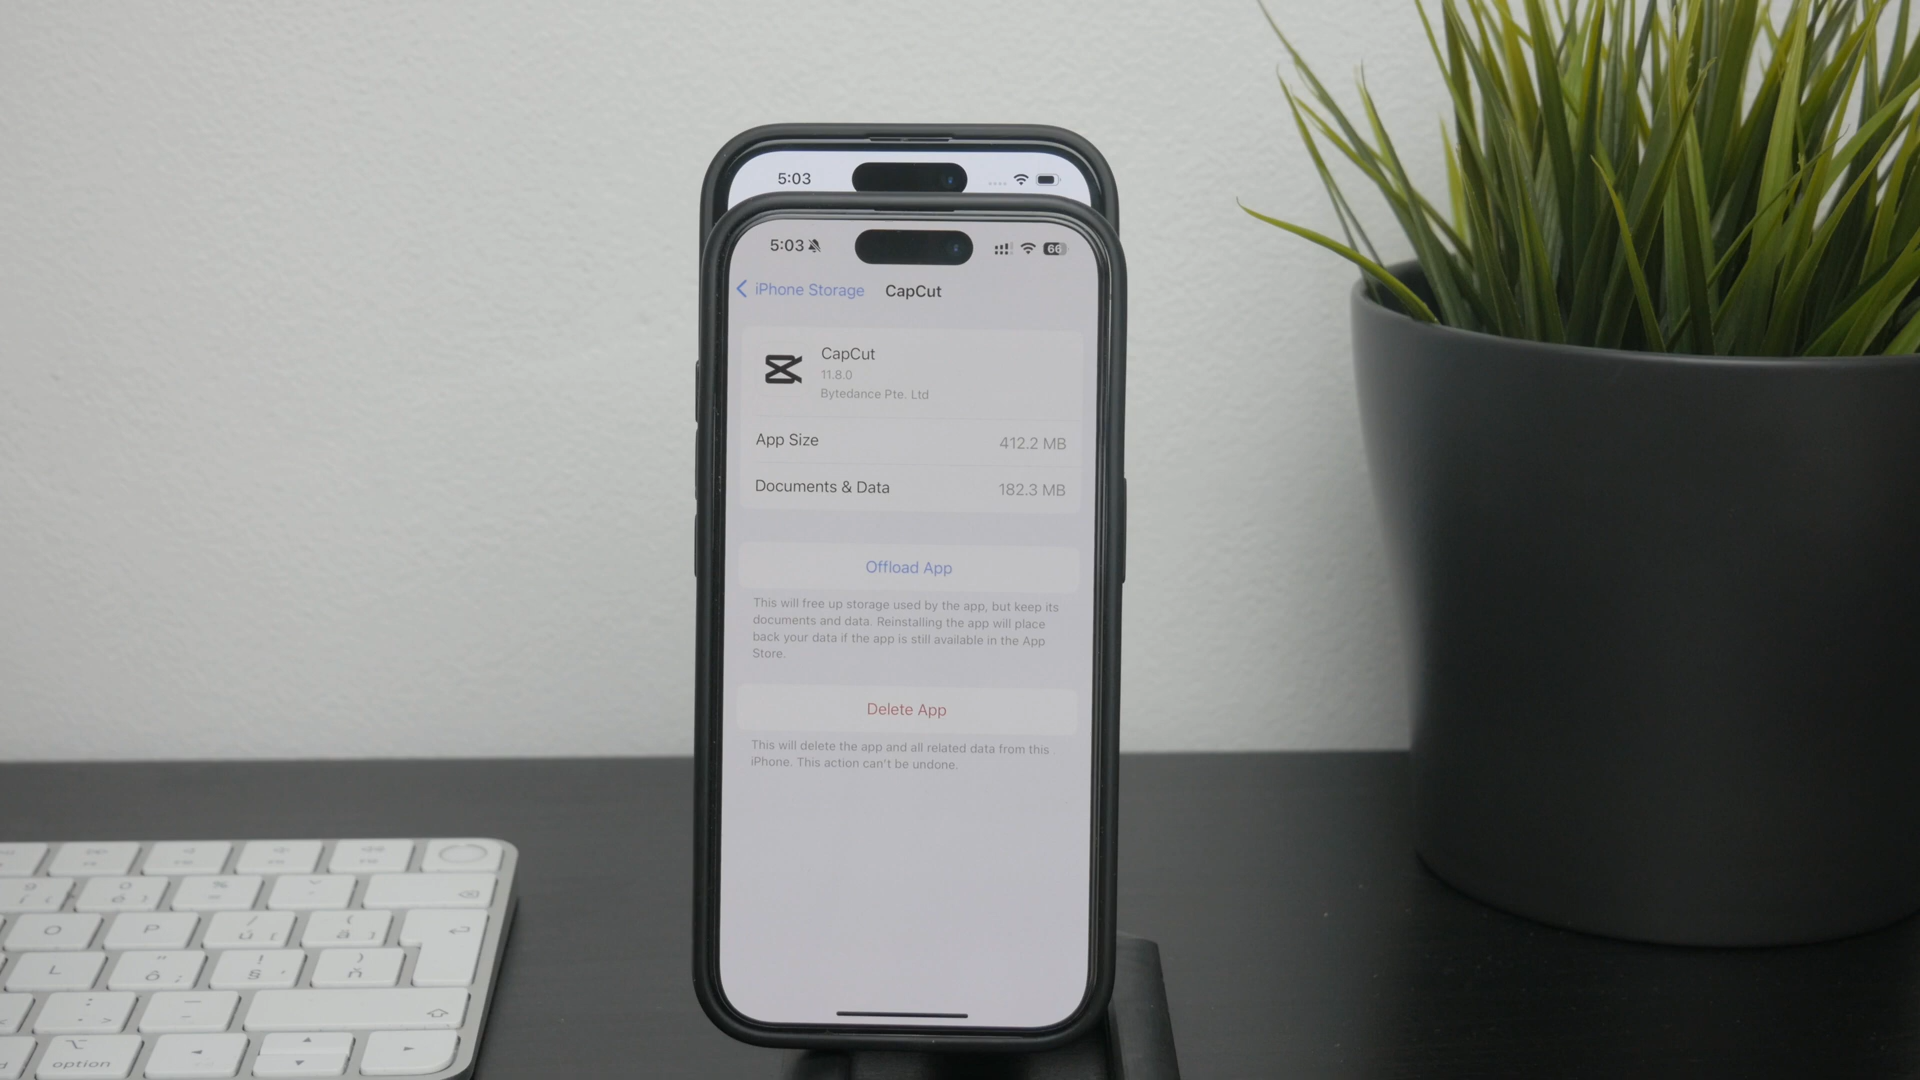 5:03
5:03
66
iPhone Storage CapCut
CapCut
11.8.0
Bytedance Pte. Ltd
App Size 412.2 MB
Documents & Data 182.3 MB
Offload App
This will free up storage used by the app, but keep its
documents and data. Reinstalling the app will place
back your data if the app is still available in the App
Store.
Delete App
This will delete the app and all related data from this
iPhone. This action can't be undone.
O P / ú [ ( ä ]
L " ô ; ! § ' ) ň
option